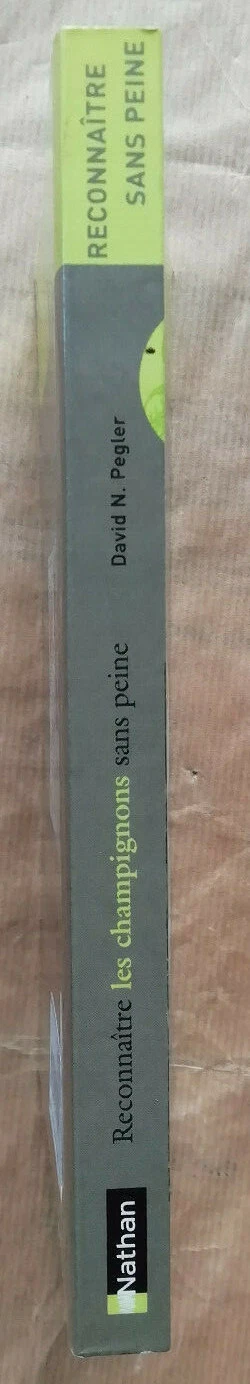 RECONNAÎTRE
SANS PEINE
David N. Pegler
Reconnaître les champignons sans peine
Nathan